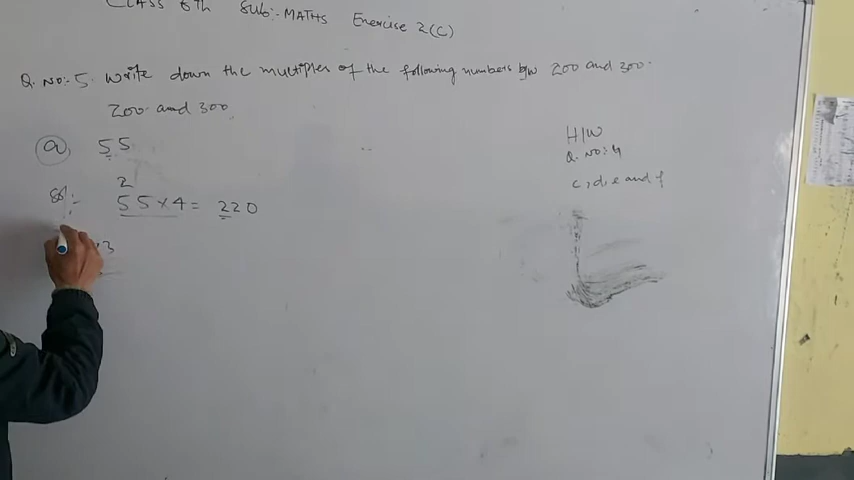 CLASS 6th Sub:- MATHS Exercise 2(C)
Q. No:- 5. Write down the multiples of the following numbers b/w 200 and 300.
200 and 300.
a, 55
Sol:-
2
55 × 4 = 220
×3
H/W
Q. No:- 4
c, d, e and f